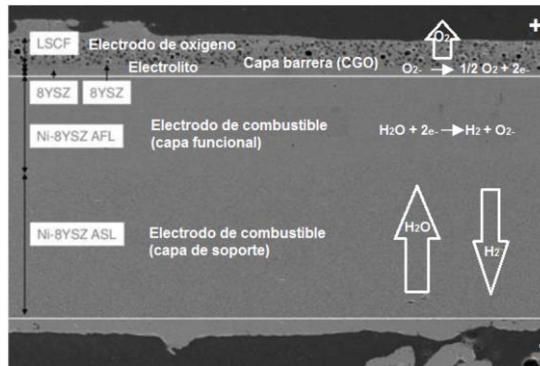 O2
+
LSCF
Electrodo de oxígeno
Electrolito
Capa barrera (CGO)
O2- → 1/2 O2 + 2e-
8YSZ
8YSZ
Ni-8YSZ AFL
Electrodo de combustible
(capa funcional)
H2O + 2e- → H2 + O2-
Ni-8YSZ ASL
Electrodo de combustible
(capa de soporte)
H2O
H2